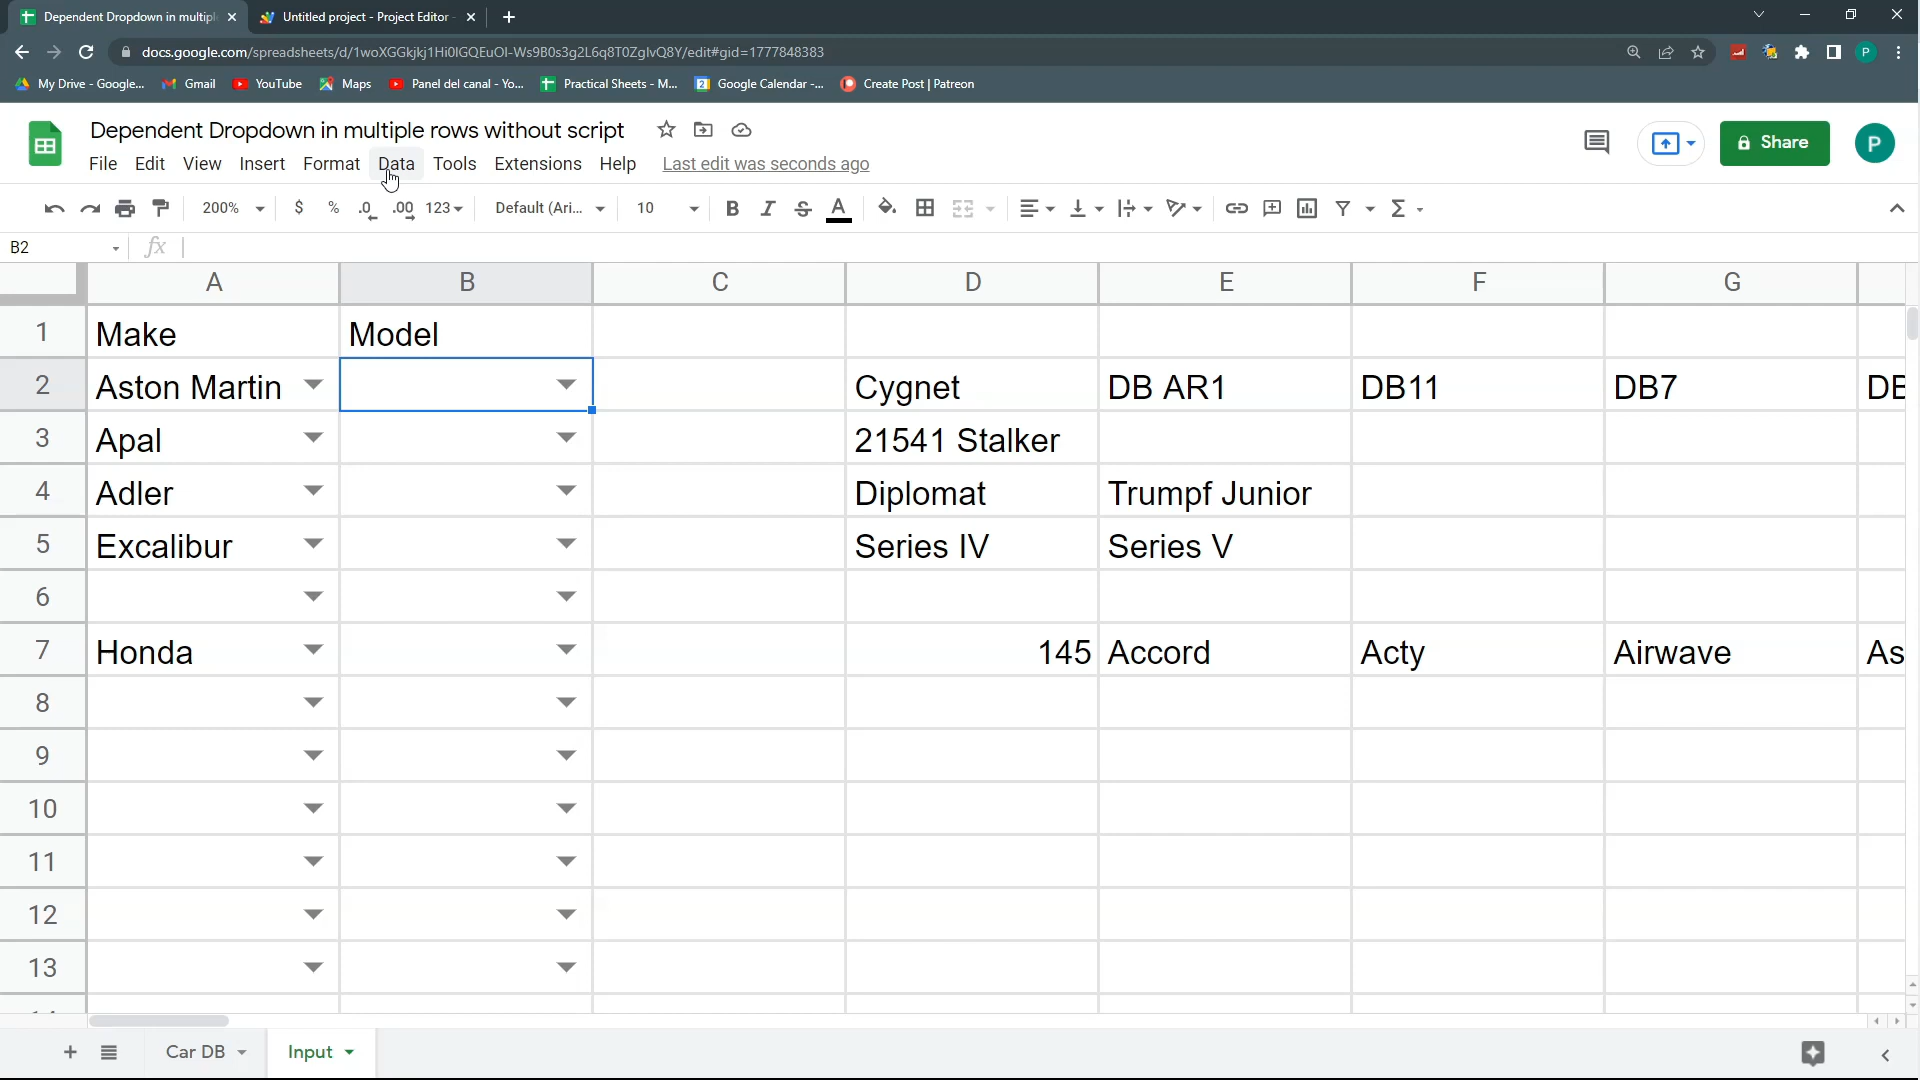 Dependent Dropdown in multipl
Untitled project - Project Editor
docs.google.com/spreadsheets/d/1woXGGkjkj1Hi0IGQEuOI-Ws9B0s3g2L6q8T0ZglvQ8Y/edit#gid=1777848383
P
My Drive - Google...
Gmail
YouTube
Maps
Panel del canal - Yo...
Practical Sheets - M...
Google Calendar -...
Create Post | Patreon
Dependent Dropdown in multiple rows without script
Share
P
File Edit View Insert Format Data Tools Extensions Help Last edit was seconds ago
200% $ % .0 .00 123 Default (Ari... 10 B I S A Σ
B2 fx
A B C D E F G
1 Make Model
2 Aston Martin Cygnet DB AR1 DB11 DB7 DB
3 Apal 21541 Stalker
4 Adler Diplomat Trumpf Junior
5 Excalibur Series IV Series V
6
7 Honda 145 Accord Acty Airwave As
8
9
10
11
12
13
+ Car DB Input